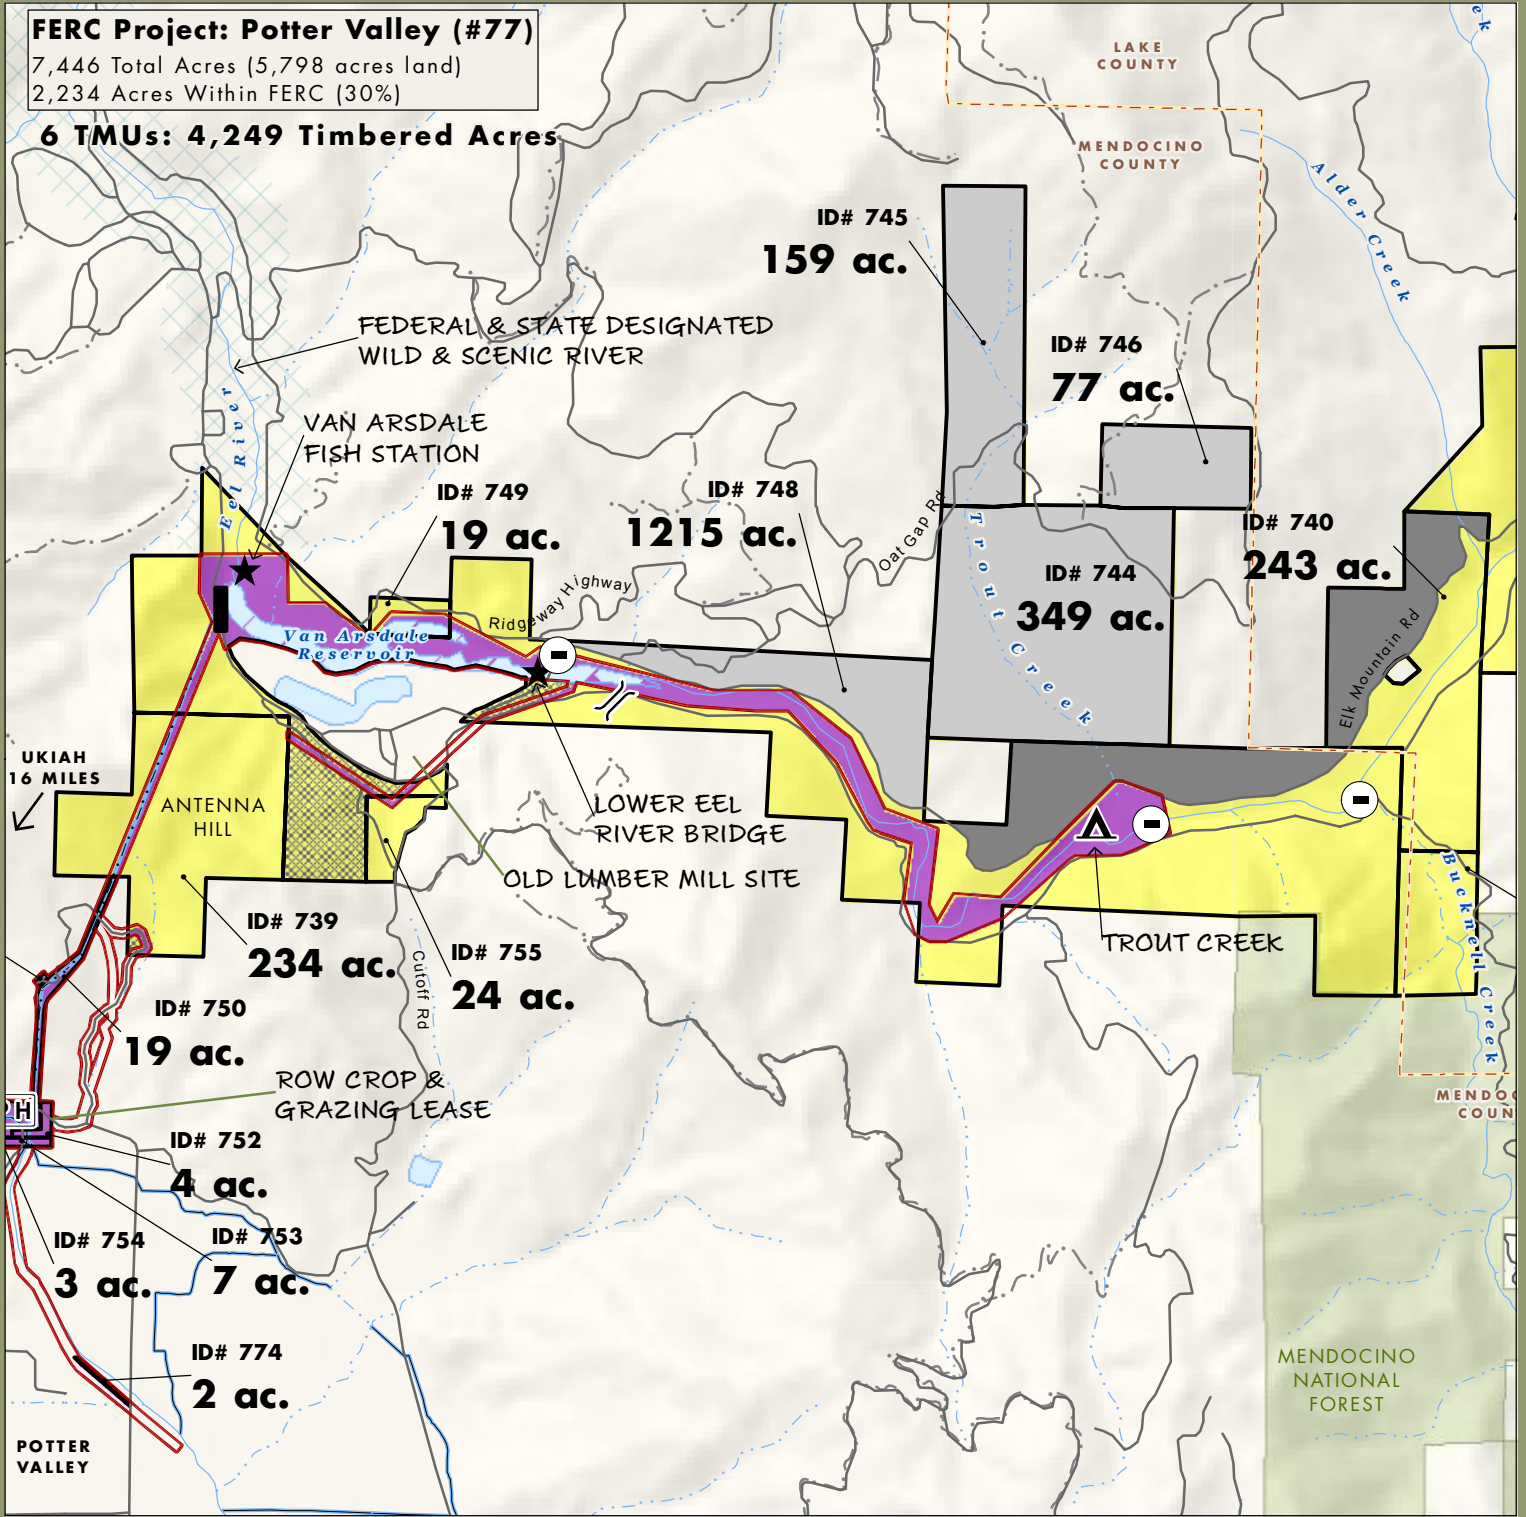 FERC Project: Potter Valley (#77)
7,446 Total Acres (5,798 acres land)
2,234 Acres Within FERC (30%)
6 TMUs: 4,249 Timbered Acres
LAKE
COUNTY
MENDOCINO
COUNTY
Alder Creek
ID# 745
159 ac.
ID# 746
77 ac.
FEDERAL & STATE DESIGNATED
WILD & SCENIC RIVER
Eel River
VAN ARSDALE
FISH STATION
ID# 749
19 ac.
ID# 748
1215 ac.
Oat Gap Rd
Trout Creek
ID# 740
243 ac.
ID# 744
349 ac.
Ridgeway Highway
Van Arsdale
Reservoir
Elk Mountain Rd
UKIAH
16 MILES
ANTENNA
HILL
LOWER EEL
RIVER BRIDGE
OLD LUMBER MILL SITE
Bucknell Creek
ID# 739
234 ac.
TROUT CREEK
ID# 755
24 ac.
Cutoff Rd
ID# 750
19 ac.
ROW CROP &
GRAZING LEASE
PH
MENDOC
COUN
ID# 752
4 ac.
ID# 754
3 ac.
ID# 753
7 ac.
ID# 774
2 ac.
MENDOCINO
NATIONAL
FOREST
POTTER
VALLEY